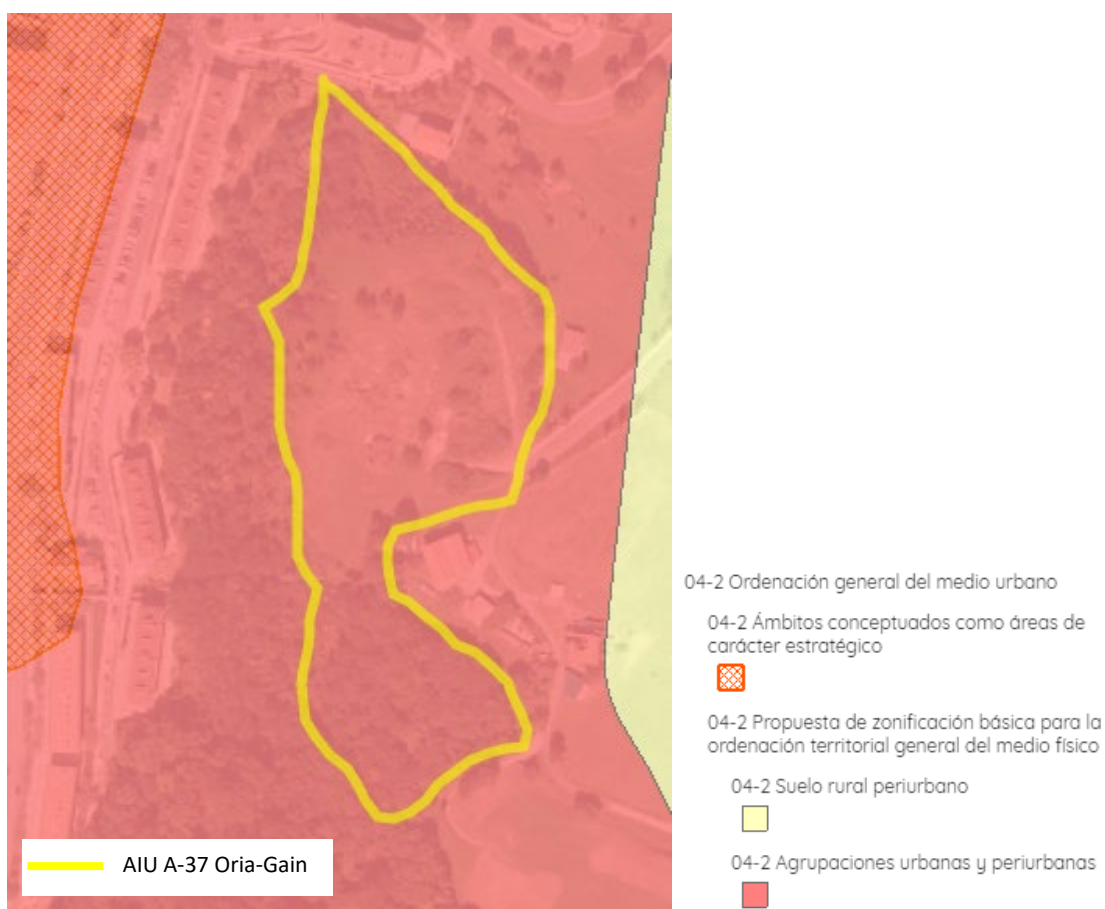 04-2 Ordenación general del medio urbano
04-2 Ámbitos conceptuados como áreas de
carácter estratégico
04-2 Propuesta de zonificación básica para la
ordenación territorial general del medio físico
04-2 Suelo rural periurbano
04-2 Agrupaciones urbanas y periurbanas
AIU A-37 Oria-Gain